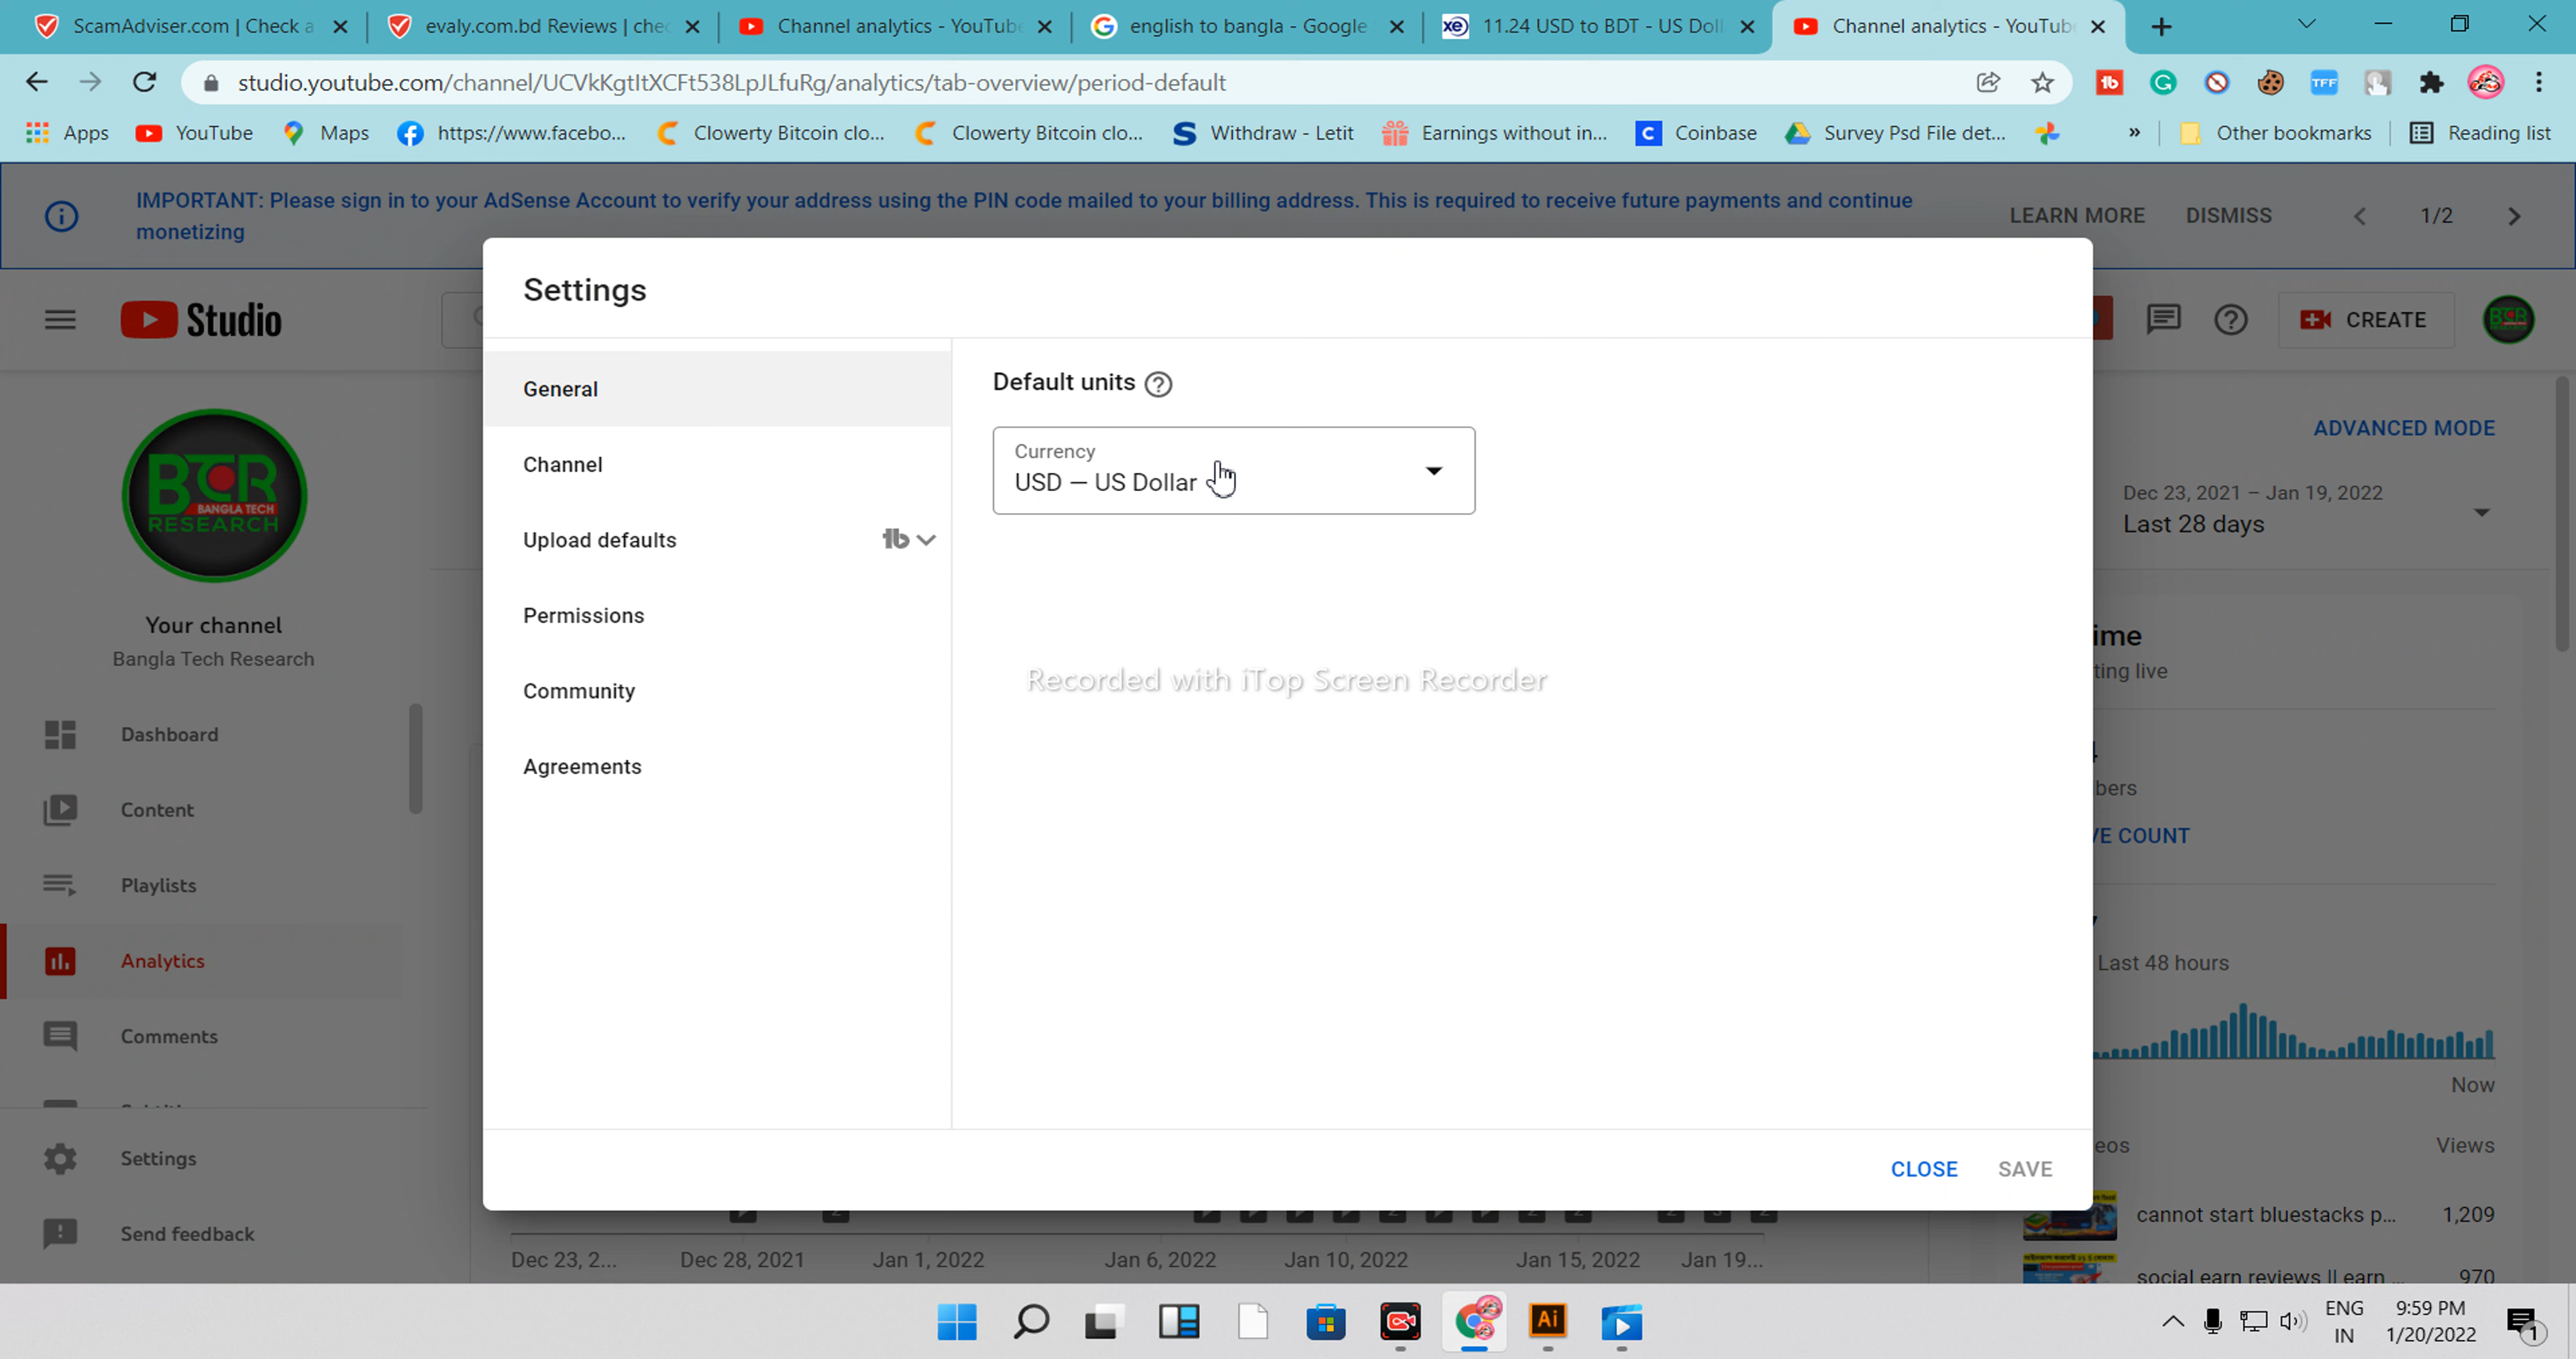 ScamAdviser.com | Check a
evaly.com.bd Reviews | chec
Channel analytics - YouTube
english to bangla - Google
11.24 USD to BDT - US Doll
Channel analytics - YouTub
studio.youtube.com/channel/UCVkKgtItXCFt538LpJLfuRg/analytics/tab-overview/period-default
Apps
YouTube
Maps
https://www.facebo...
Clowerty Bitcoin clo...
Clowerty Bitcoin clo...
Withdraw - Letit
Earnings without in...
Coinbase
Survey Psd File det...
»
Other bookmarks
Reading list
IMPORTANT: Please sign in to your AdSense Account to verify your address using the PIN code mailed to your billing address. This is required to receive future payments and continue
monetizing
LEARN MORE
DISMISS
1/2
Studio
CREATE
Settings
General
Channel
Upload defaults
Permissions
Community
Agreements
Default units
Currency
USD — US Dollar
Recorded with iTop Screen Recorder
CLOSE
SAVE
BTR
BANGLA TECH
RESEARCH
Your channel
Bangla Tech Research
Dashboard
Content
Playlists
Analytics
Comments
Settings
Send feedback
ADVANCED MODE
Dec 23, 2021 – Jan 19, 2022
Last 28 days
ime
ting live
bers
VE COUNT
Last 48 hours
Now
eos
Views
cannot start bluestacks p...
1,209
social earn reviews || earn ...
970
Dec 23, 2...
Dec 28, 2021
Jan 1, 2022
Jan 6, 2022
Jan 10, 2022
Jan 15, 2022
Jan 19...
ENG
IN
9:59 PM
1/20/2022
1